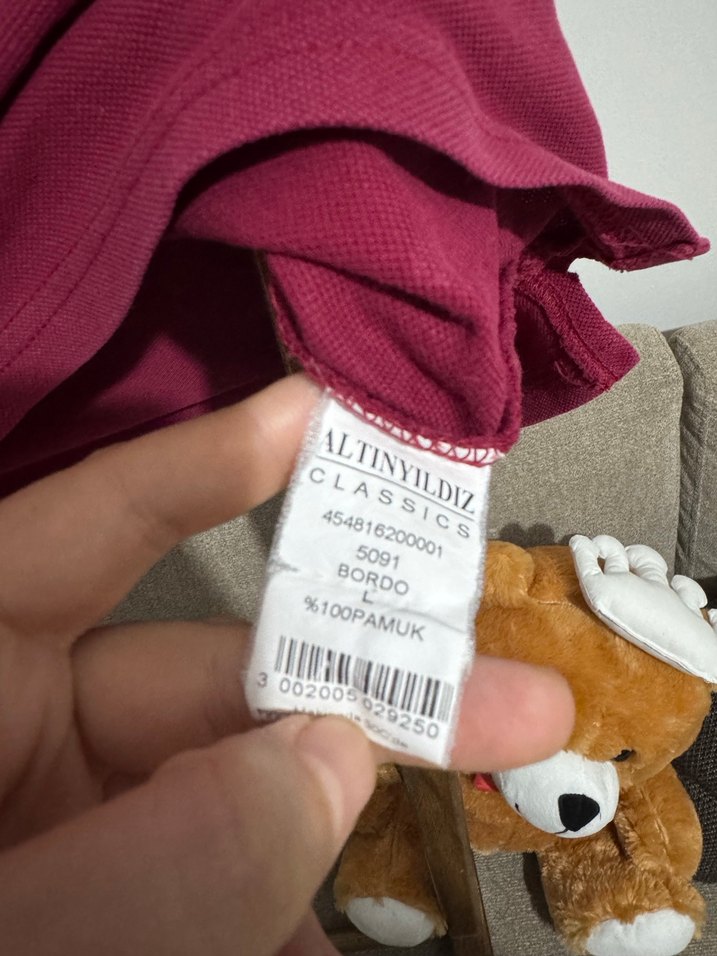 ALTINYILDIZ
CLASSICS
454816200001
5091
BORDO
L
%100PAMUK
3 002005 029250